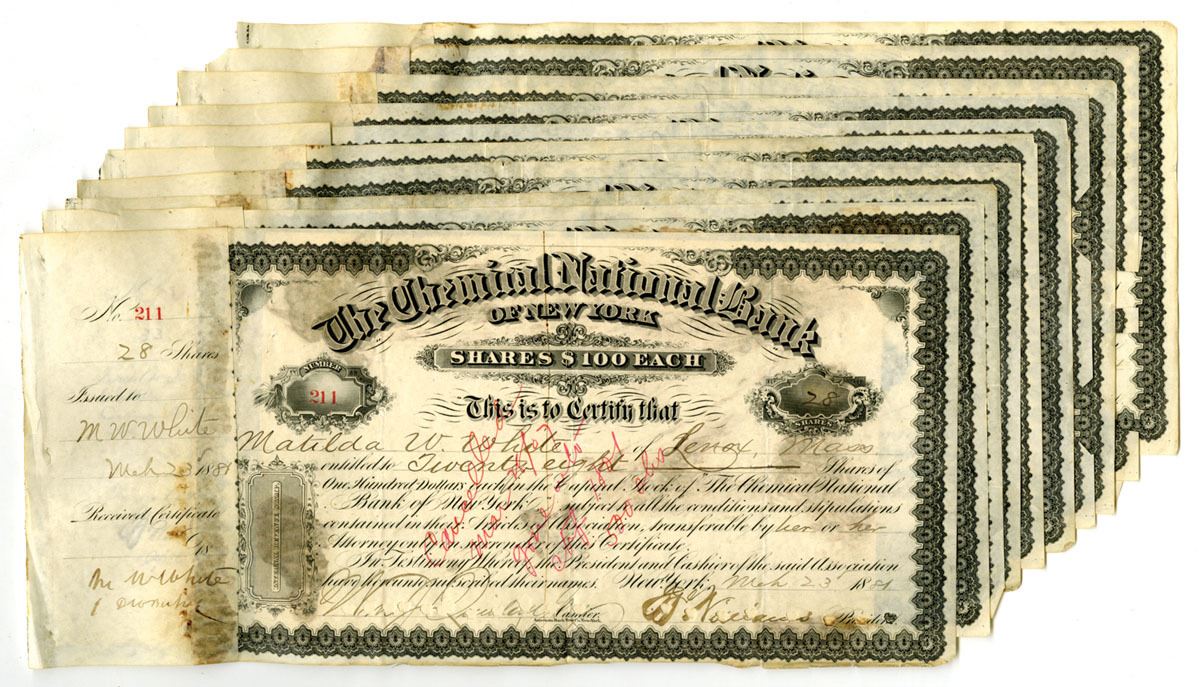 No. 211
28 Shares
Issued to
M W White
Mch 23 1881
Received Certificate
18
M W White
The Chemical National Bank
OF NEW YORK
SHARES $100 EACH
NUMBER
211
28
SHARES
This is to Certify that
Matilda W. White of Lenox, Mass
entitled to Twenty eight Shares of
One Hundred Dollars each in the Capital Stock of The Chemical National
Bank of New York subject to all the conditions and stipulations
contained in their Articles of Association, transferable by her or her
Attorney upon surrender of this Certificate.
In Testimony Whereof the President and Cashier of the said Association
have hereunto subscribed their names. New York, Mch 23 1881
Cashier.
President
Cancelled